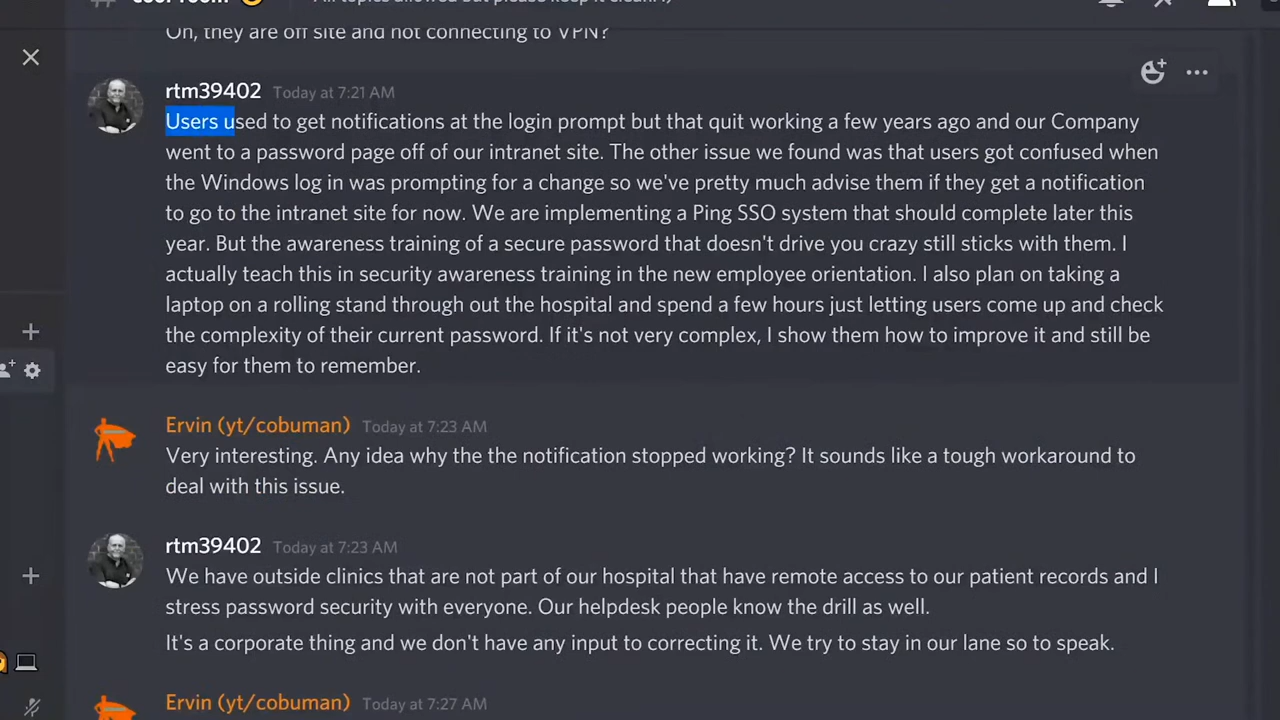 On, they are off site and not connecting to VPN?
rtm39402 Today at 7:21 AM
Users used to get notifications at the login prompt but that quit working a few years ago and our Company
went to a password page off of our intranet site. The other issue we found was that users got confused when
the Windows log in was prompting for a change so we've pretty much advise them if they get a notification
to go to the intranet site for now. We are implementing a Ping SSO system that should complete later this
year. But the awareness training of a secure password that doesn't drive you crazy still sticks with them. I
actually teach this in security awareness training in the new employee orientation. I also plan on taking a
laptop on a rolling stand through out the hospital and spend a few hours just letting users come up and check
the complexity of their current password. If it's not very complex, I show them how to improve it and still be
easy for them to remember.
Ervin (yt/cobuman) Today at 7:23 AM
Very interesting. Any idea why the the notification stopped working? It sounds like a tough workaround to
deal with this issue.
rtm39402 Today at 7:23 AM
We have outside clinics that are not part of our hospital that have remote access to our patient records and I
stress password security with everyone. Our helpdesk people know the drill as well.
It's a corporate thing and we don't have any input to correcting it. We try to stay in our lane so to speak.
Ervin (yt/cobuman) Today at 7:27 AM